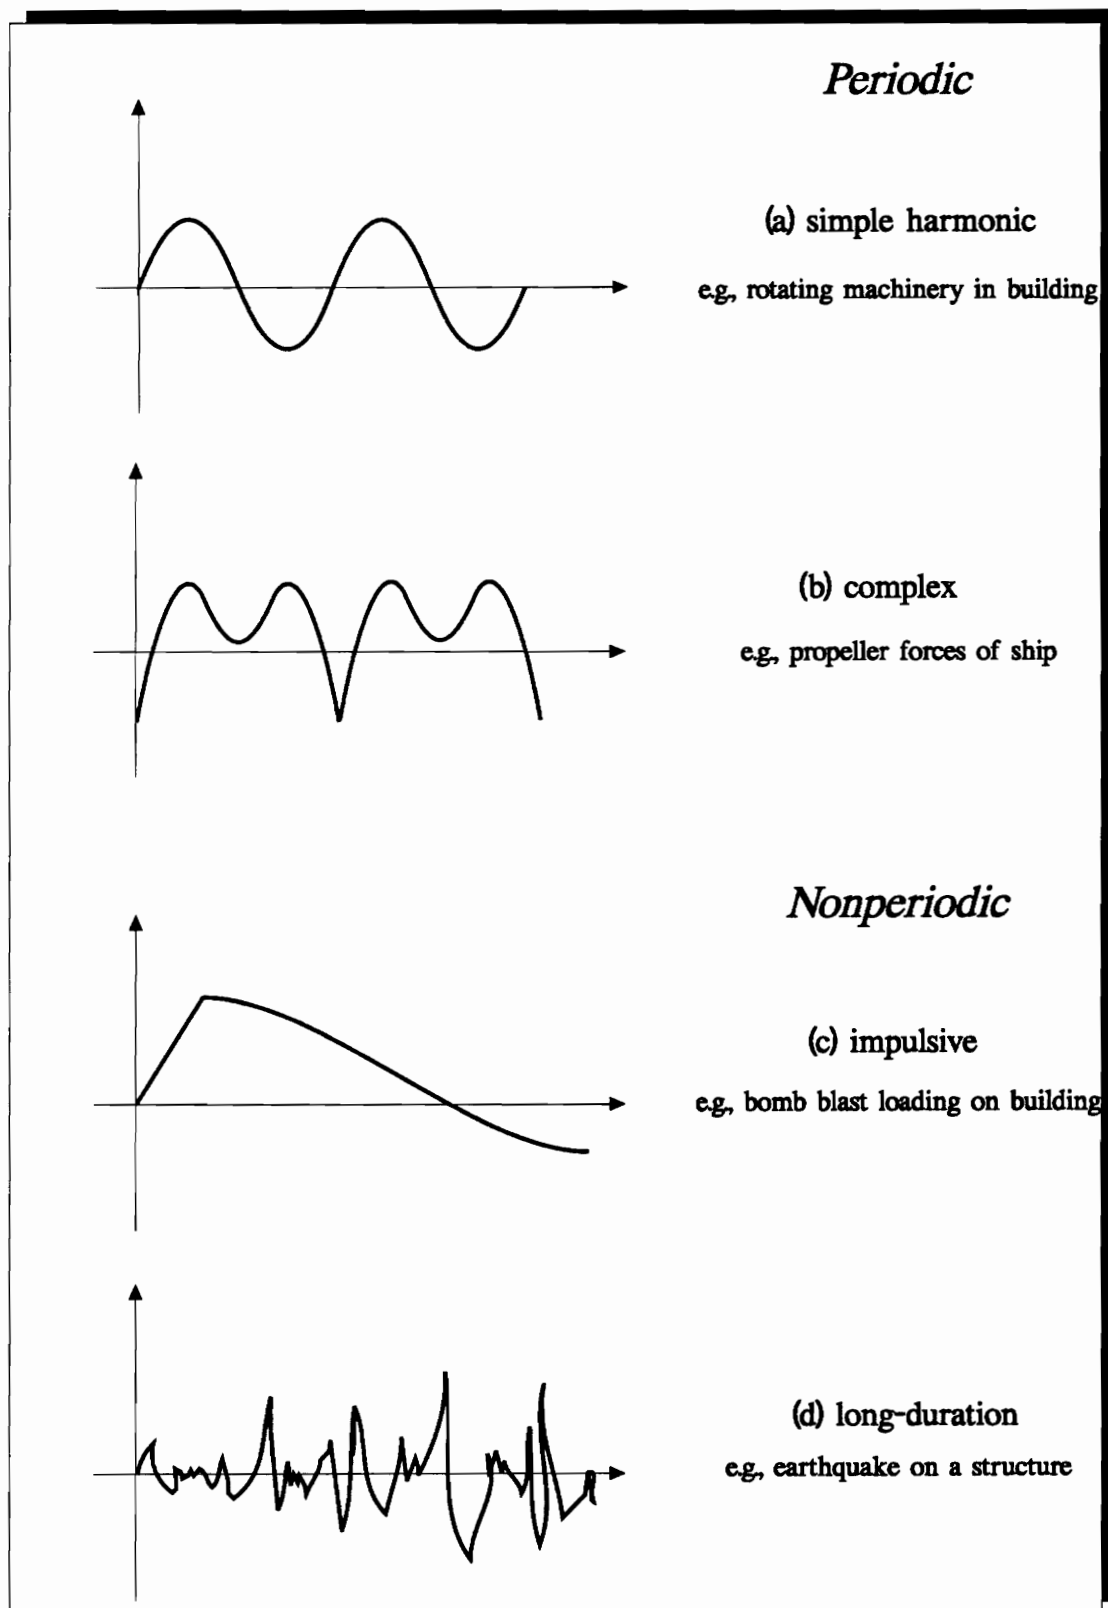 Periodic
(a) simple harmonic
e.g., rotating machinery in building
(b) complex
e.g., propeller forces of ship
Nonperiodic
(c) impulsive
e.g., bomb blast loading on building
(d) long-duration
e.g., earthquake on a structure